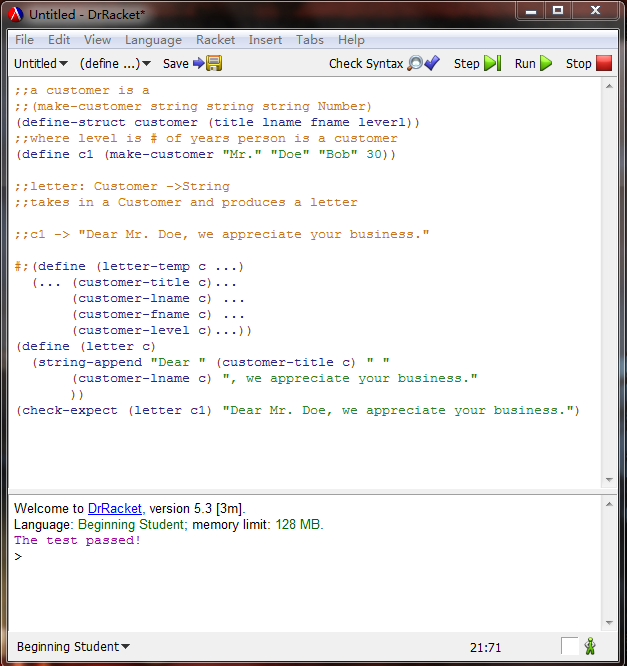 Untitled - DrRacket*
File Edit View Language Racket Insert Tabs Help
Untitled (define ...) Save Check Syntax Step Run Stop
;;a customer is a
;;(make-customer string string string Number)
(define-struct customer (title lname fname leverl))
;;where level is # of years person is a customer
(define c1 (make-customer "Mr." "Doe" "Bob" 30))
;;letter: Customer ->String
;;takes in a Customer and produces a letter
;;c1 -> "Dear Mr. Doe, we appreciate your business."
#;(define (letter-temp c ...)
(... (customer-title c)...
(customer-lname c) ...
(customer-fname c) ...
(customer-level c)...))
(define (letter c)
(string-append "Dear " (customer-title c) " "
(customer-lname c) ", we appreciate your business."
))
(check-expect (letter c1) "Dear Mr. Doe, we appreciate your business.")
Welcome to DrRacket, version 5.3 [3m].
Language: Beginning Student; memory limit: 128 MB.
The test passed!
>
Beginning Student 21:71